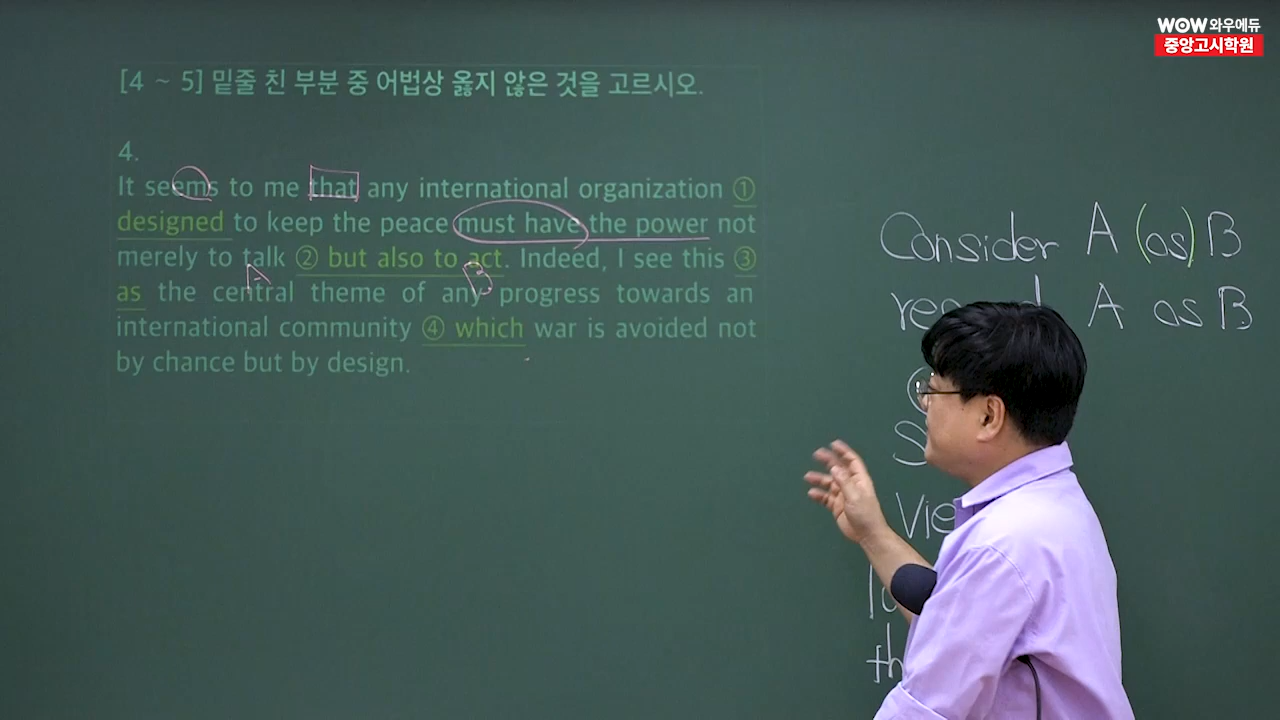 WOW 와우에듀
중앙고시학원
[4 ~ 5] 밑줄 친 부분 중 어법상 옳지 않은 것을 고르시오.
4.
It seems to me that any international organization ①
designed to keep the peace must have the power not
merely to talk ② but also to act. Indeed, I see this ③
A B
as the central theme of any progress towards an
international community ④ which war is avoided not
by chance but by design.
Consider A (as) B
A as B